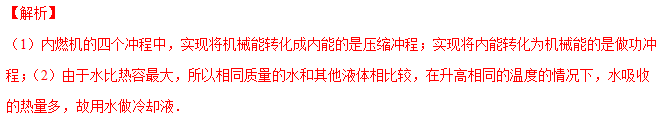 【解析】
（1）内燃机的四个冲程中，实现将机械能转化成内能的是压缩冲程；实现将内能转化为机械能的是做功冲
程；（2）由于水比热容最大，所以相同质量的水和其他液体相比较，在升高相同的温度的情况下，水吸收
的热量多，故用水做冷却液．